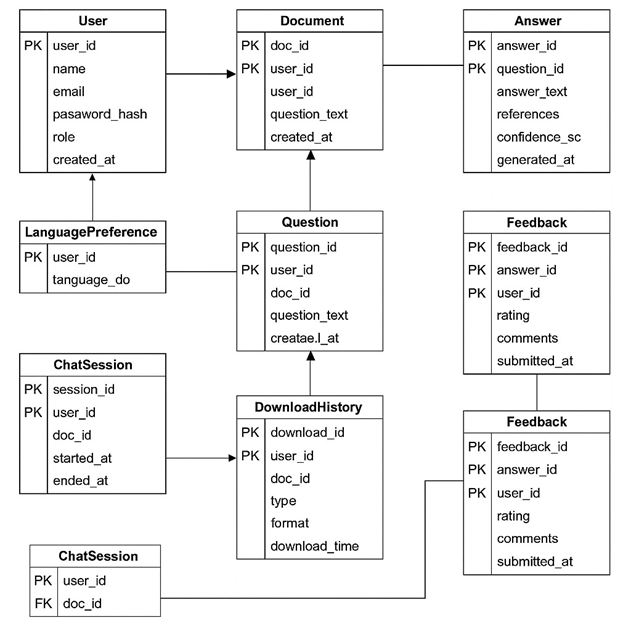 User
PK user_id
name
email
pasaword_hash
role
created_at
Document
PK doc_id
PK user_id
user_id
question_text
created_at
Answer
PK answer_id
PK question_id
answer_text
references
confidence_sc
generated_at
LanguagePreference
PK user_id
tanguage_do
Question
PK question_id
PK user_id
doc_id
question_text
creatae.l_at
Feedback
PK feedback_id
PK answer_id
PK user_id
rating
comments
submitted_at
ChatSession
PK session_id
PK user_id
doc_id
started_at
ended_at
DownloadHistory
PK download_id
PK user_id
doc_id
type
format
download_time
Feedback
PK feedback_id
PK answer_id
PK user_id
rating
comments
submitted_at
ChatSession
PK user_id
FK doc_id